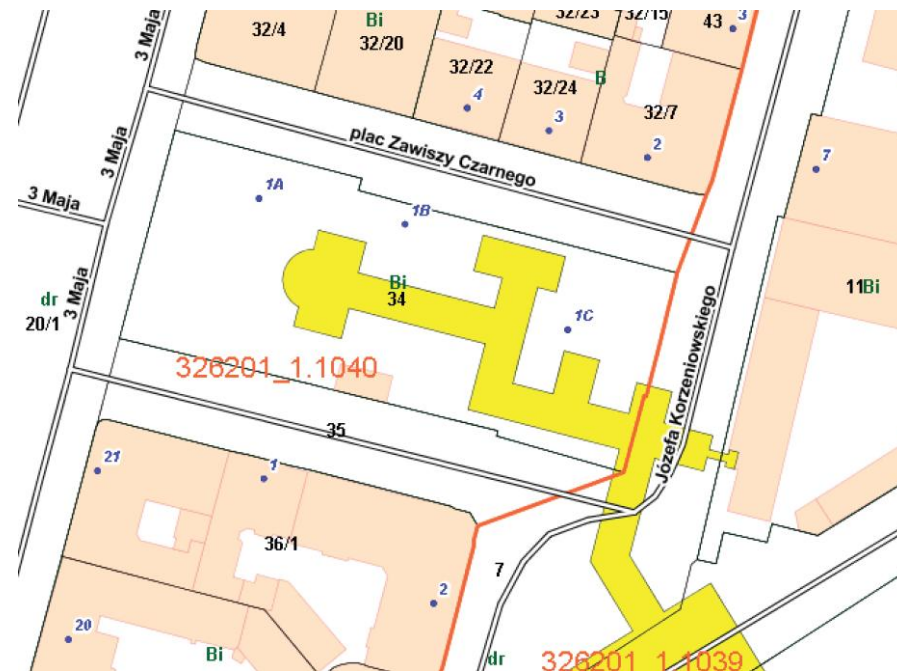 3 Maja
32/4
Bi
32/20
32/23
32/15
43
3
32/22
4
32/24
3
B
32/7
2
plac Zawiszy Czarnego
3 Maja
7
3 Maja
1A
1B
Bi
34
1C
11Bi
dr
20/1
3 Maja
326201_1.1040
Józefa Korzeniowskiego
35
21
1
36/1
7
2
20
Bi
dr
326201_1.1039